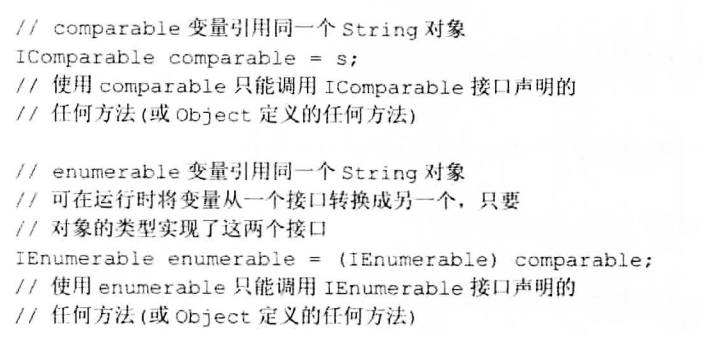 // comparable 变量引用同一个 String 对象
IComparable comparable = s;
// 使用 comparable 只能调用 IComparable 接口声明的
// 任何方法(或 Object 定义的任何方法)
// enumerable 变量引用同一个 String 对象
// 可在运行时将变量从一个接口转换成另一个，只要
// 对象的类型实现了这两个接口
IEnumerable enumerable = (IEnumerable) comparable;
// 使用 enumerable 只能调用 IEnumerable 接口声明的
// 任何方法(或 Object 定义的任何方法)